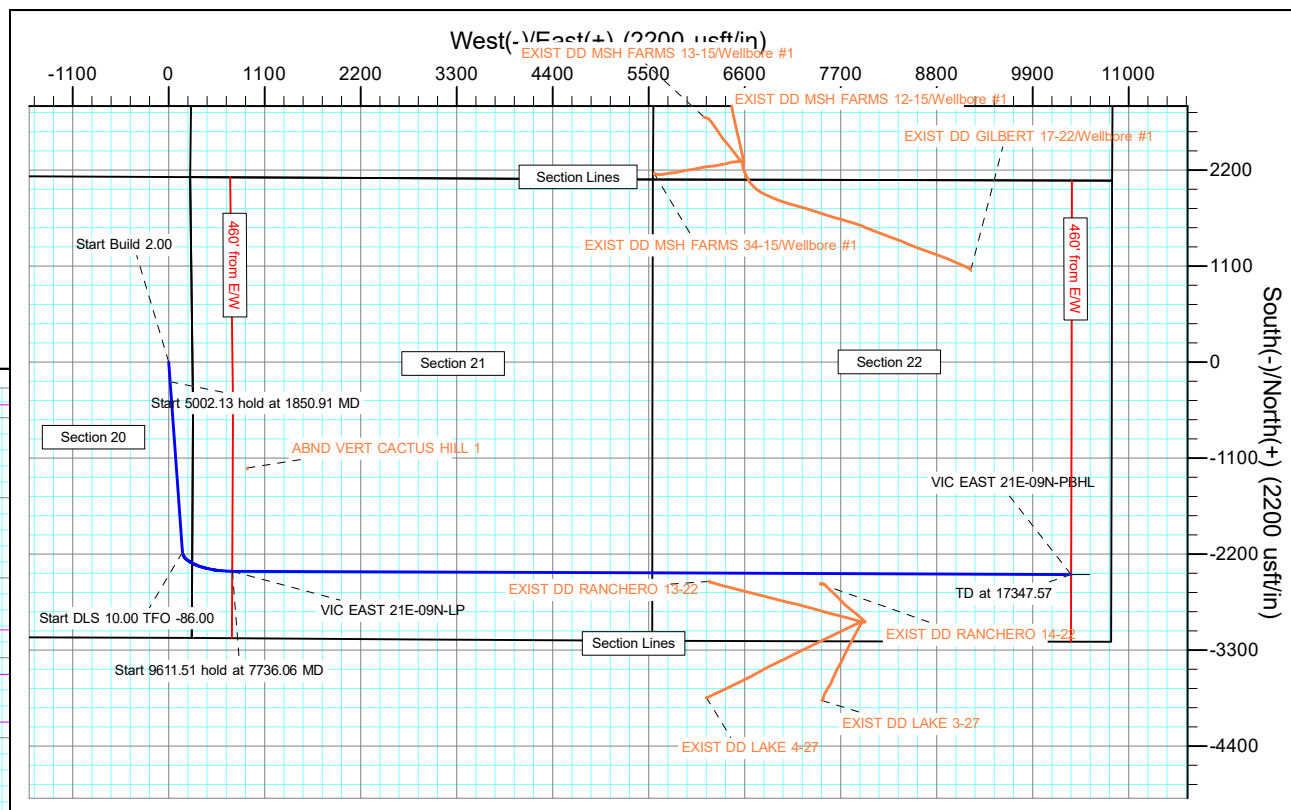 West(-)/East(+) (2200 usft/in)
EXIST DD MSH FARMS 13-15/Wellbore #1
-1100 0 1100 2200 3300 4400 5500 6600 7700 8800 9900 11000
EXIST DD MSH FARMS 12-15/Wellbore #1
EXIST DD GILBERT 17-22/Wellbore #1
2200
Section Lines
460' from E/W
Start Build 2.00
EXIST DD MSH FARMS 34-15/Wellbore #1
460' from E/W
1100
South(-)/North(+) (2200 usft/in)
0
Section 21
Section 22
Start 5002.13 hold at 1850.91 MD
Section 20
ABND VERT CACTUS HILL 1
-1100
VIC EAST 21E-09N-PBHL
-2200
EXIST DD RANCHERO 13-22
TD at 17347.57
VIC EAST 21E-09N-LP
Start DLS 10.00 TFO -86.00
EXIST DD RANCHERO 14-22
Section Lines
-3300
Start 9611.51 hold at 7736.06 MD
EXIST DD LAKE 3-27
EXIST DD LAKE 4-27
-4400